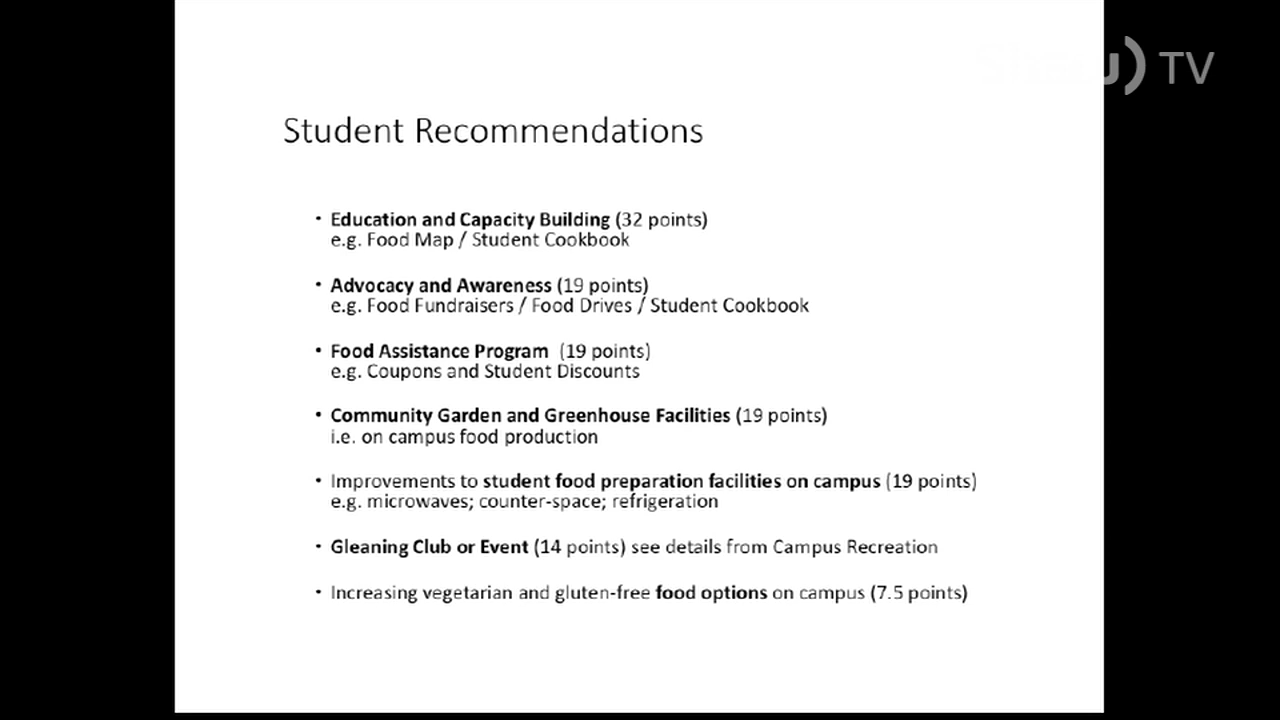 TV
Student Recommendations
• Education and Capacity Building (32 points)
e.g. Food Map / Student Cookbook
• Advocacy and Awareness (19 points)
e.g. Food Fundraisers / Food Drives / Student Cookbook
• Food Assistance Program (19 points)
e.g. Coupons and Student Discounts
• Community Garden and Greenhouse Facilities (19 points)
i.e. on campus food production
• Improvements to student food preparation facilities on campus (19 points)
e.g. microwaves; counter-space; refrigeration
• Gleaning Club or Event (14 points) see details from Campus Recreation
• Increasing vegetarian and gluten-free food options on campus (7.5 points)